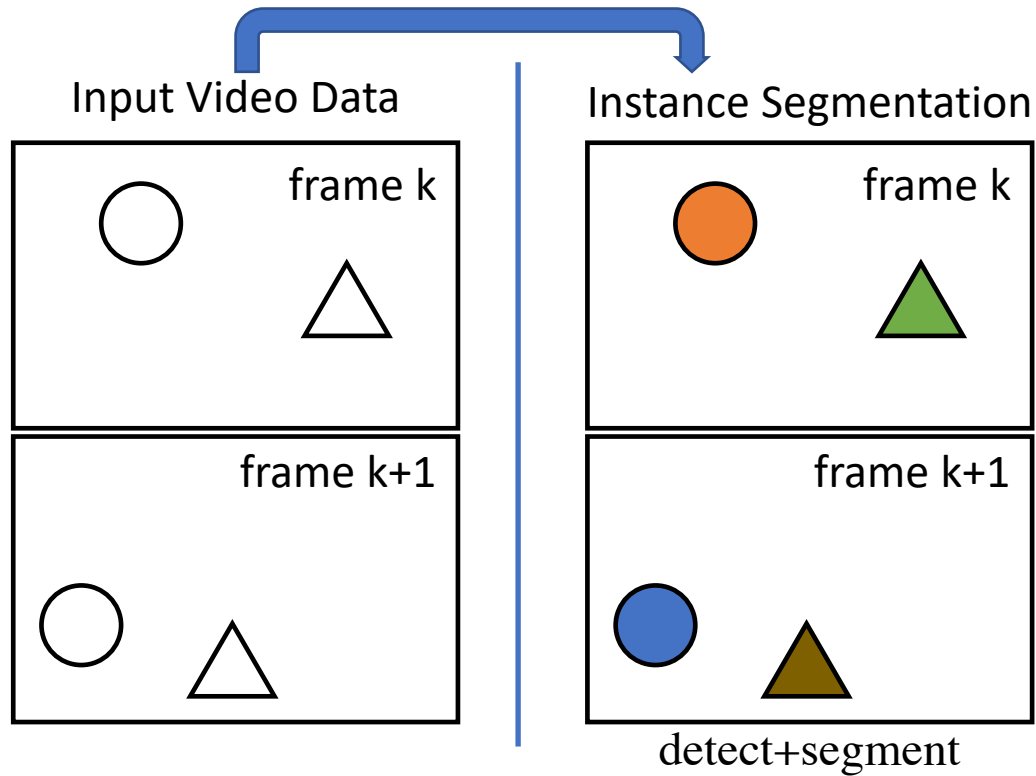 Input Video Data
frame k
frame k+1
Instance Segmentation
frame k
frame k+1
detect+segment